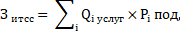 З итсс = ∑i Qi услуг × Pi под,